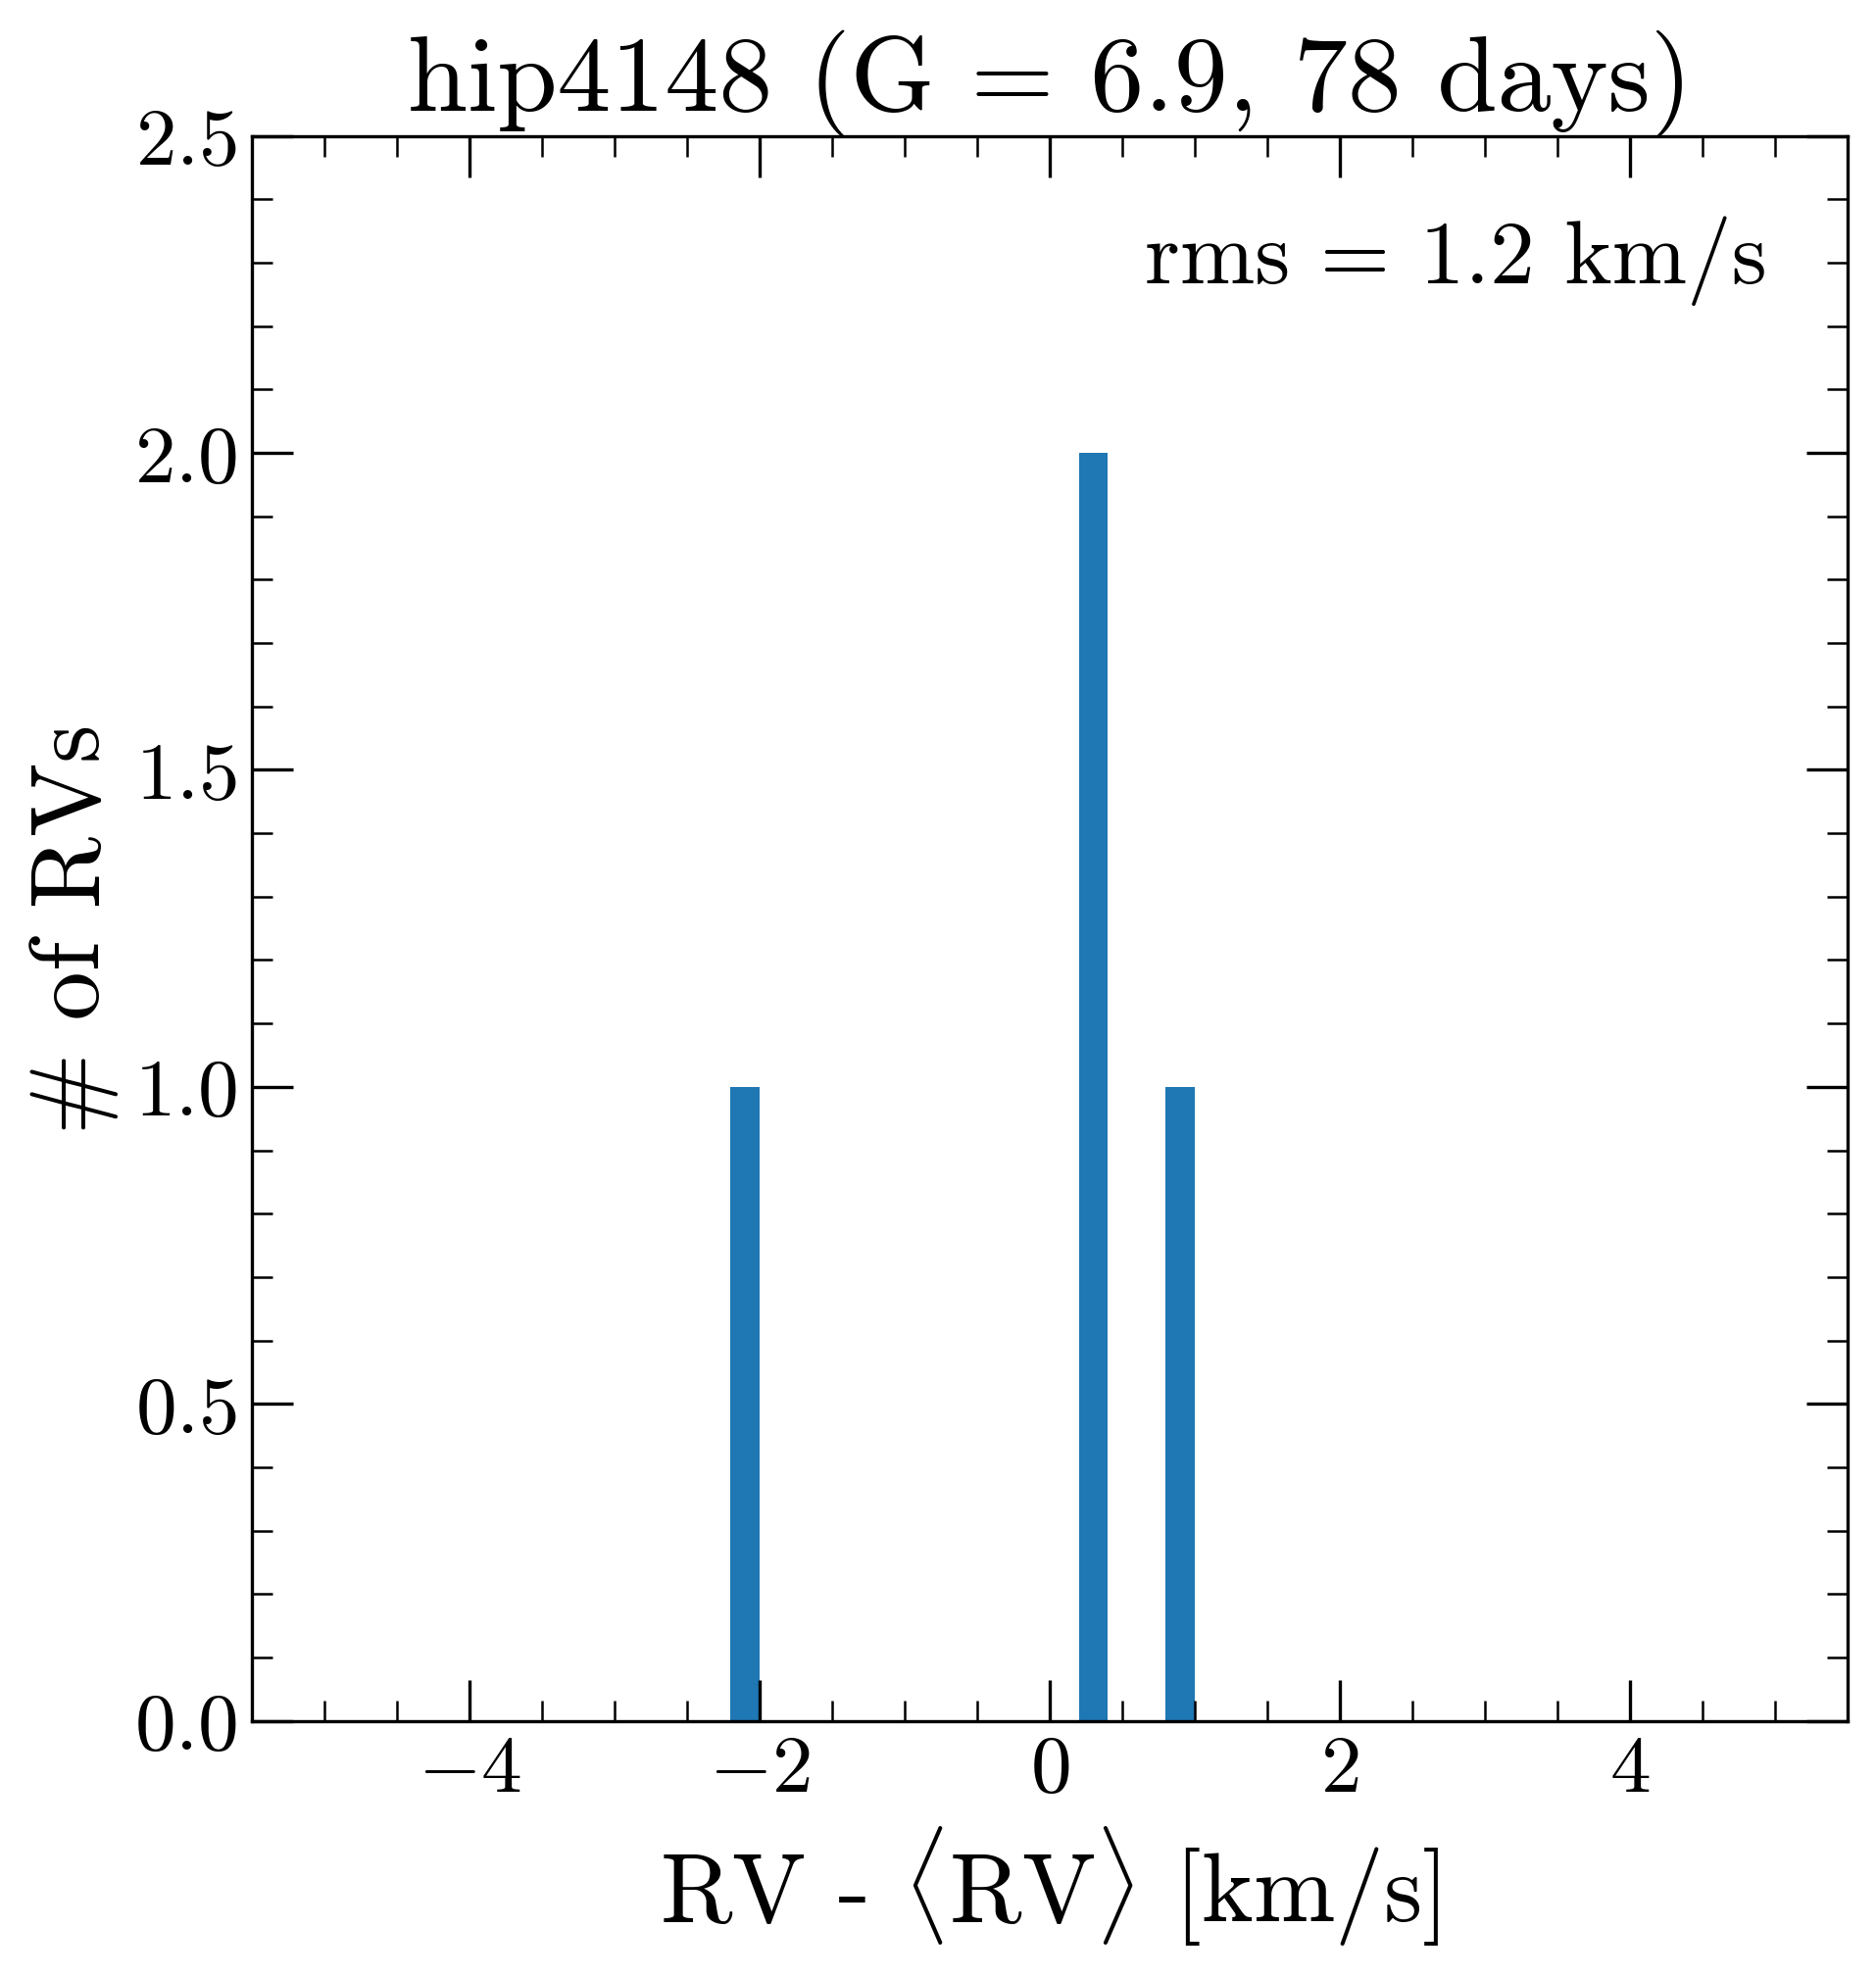 hip4148 (G = 6.9, 78 days)
rms = 1.2 km/s
2.5
2.0
1.5
1.0
0.5
0.0
# of RVs
−4 −2 0 2 4
RV - ⟨RV⟩ [km/s]